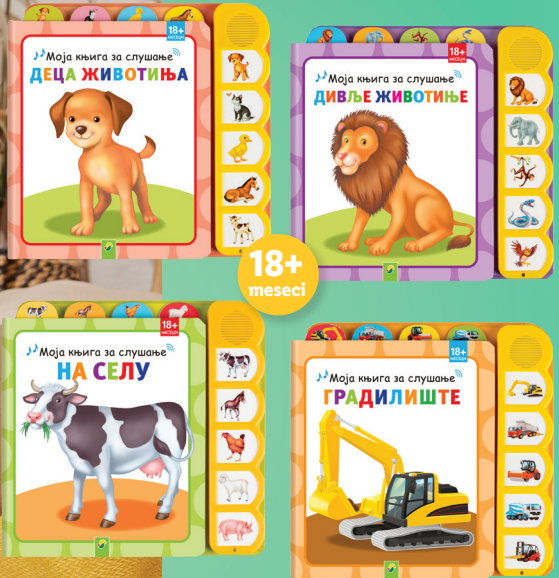 18+
МЕСЕЦИ
Моја књига за слушање
ДЕЦА ЖИВОТИЊА
18+
МЕСЕЦИ
Моја књига за слушање
ДИВЉЕ ЖИВОТИЊЕ
18+
meseci
18+
МЕСЕЦИ
Моја књига за слушање
НА СЕЛУ
18+
МЕСЕЦИ
Моја књига за слушање
ГРАДИЛИШТЕ